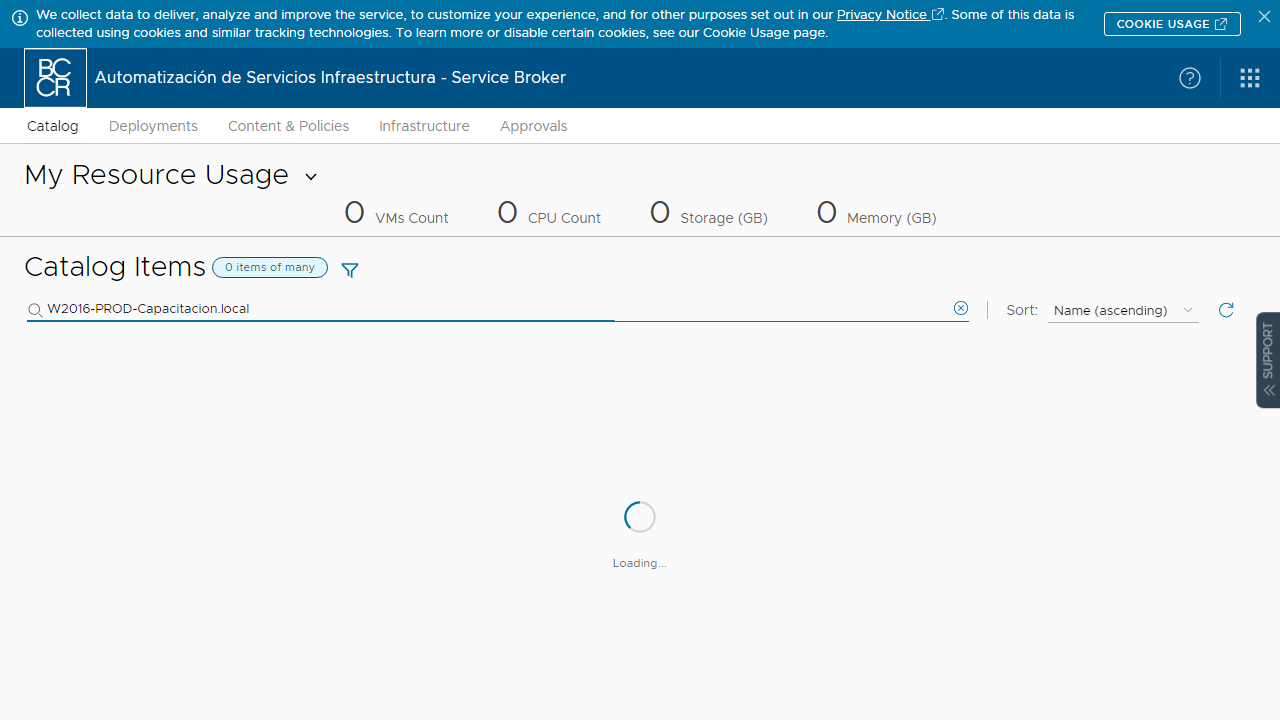 We collect data to deliver, analyze and improve the service, to customize your experience, and for other purposes set out in our Privacy Notice. Some of this data is
collected using cookies and similar tracking technologies. To learn more or disable certain cookies, see our Cookie Usage page.
COOKIE USAGE
BC
CR
Automatización de Servicios Infraestructura - Service Broker
Catalog Deployments Content & Policies Infrastructure Approvals
My Resource Usage
0 VMs Count 0 CPU Count 0 Storage (GB) 0 Memory (GB)
Catalog Items 0 items of many
W2016-PROD-Capacitacion.local
Sort: Name (ascending)
SUPPORT
Loading...